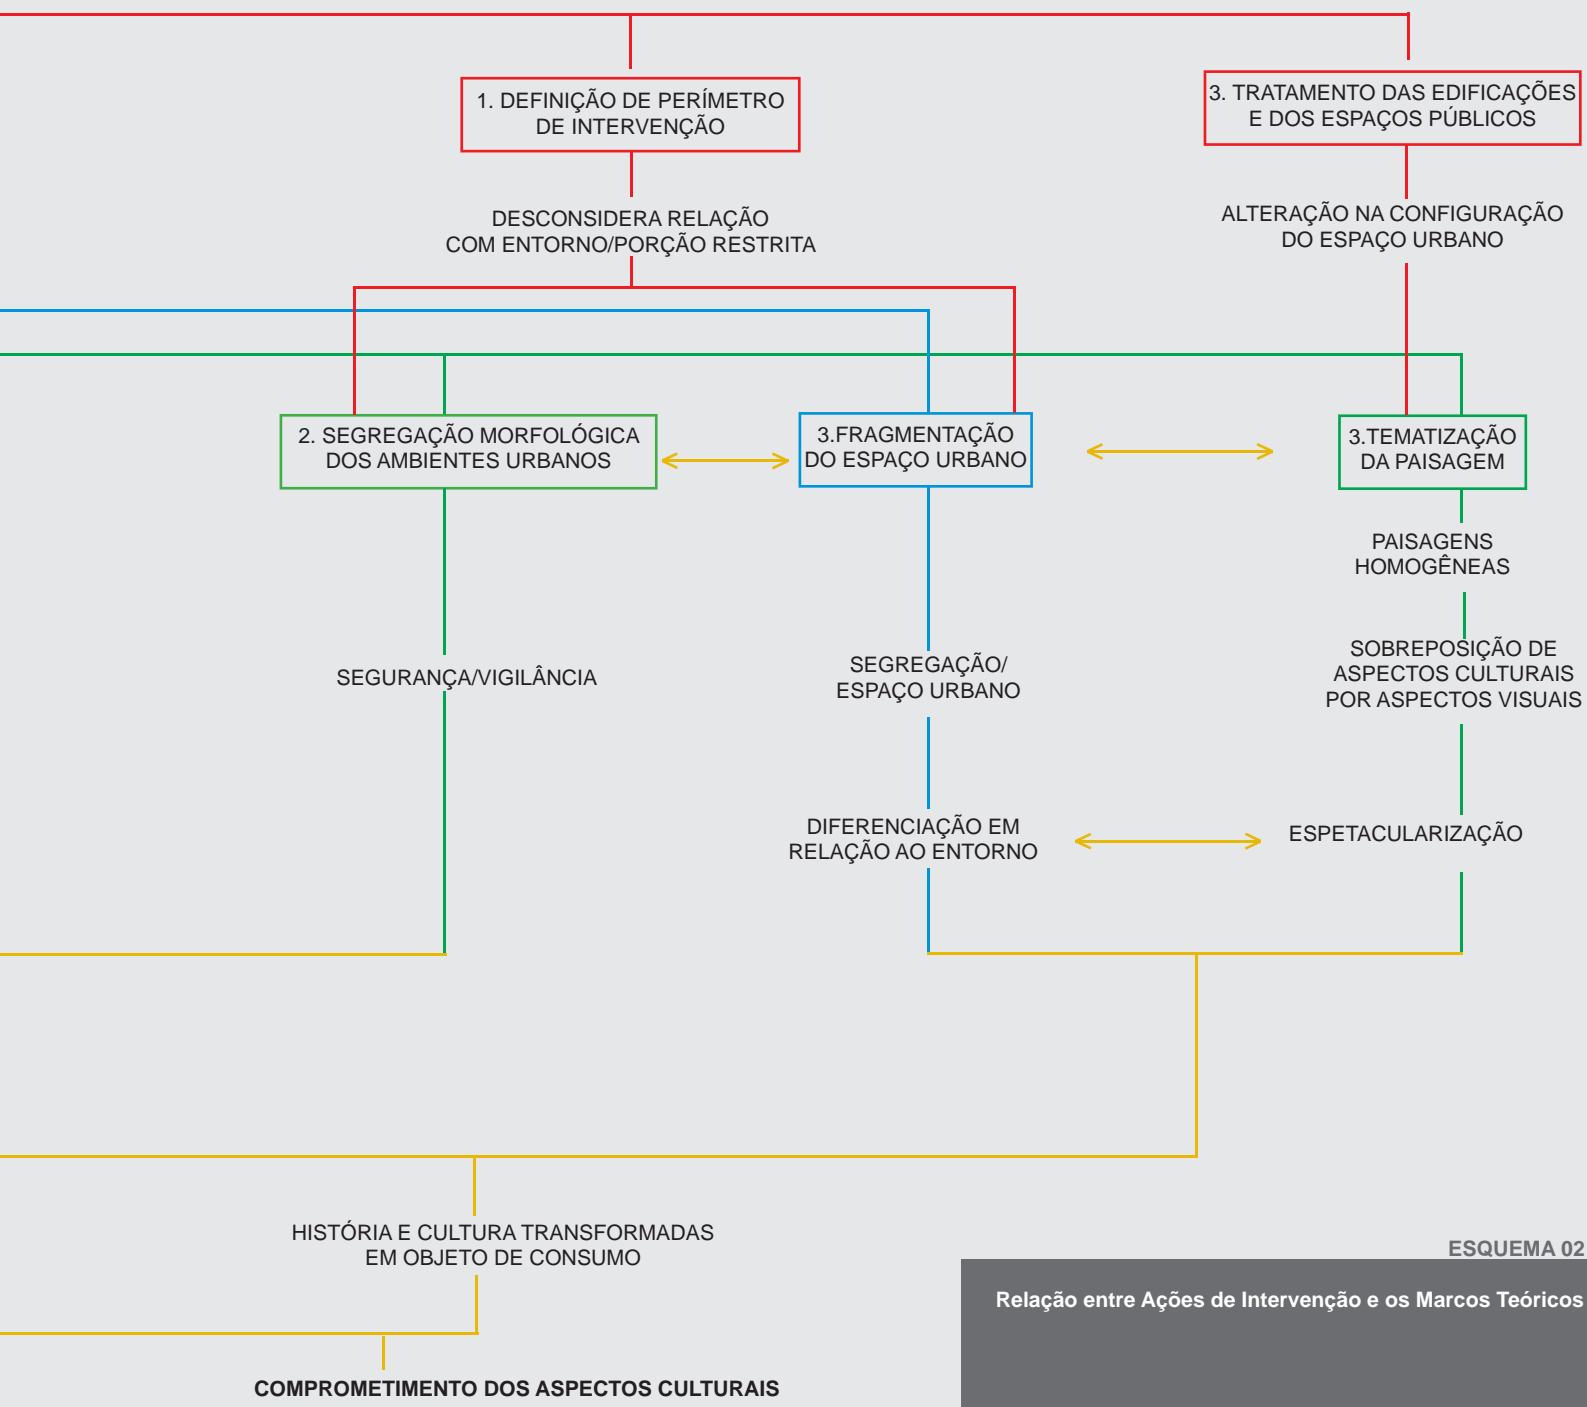 1. DEFINIÇÃO DE PERÍMETRO
DE INTERVENÇÃO
3. TRATAMENTO DAS EDIFICAÇÕES
E DOS ESPAÇOS PÚBLICOS
DESCONSIDERA RELAÇÃO
COM ENTORNO/PORÇÃO RESTRITA
ALTERAÇÃO NA CONFIGURAÇÃO
DO ESPAÇO URBANO
2. SEGREGAÇÃO MORFOLÓGICA
DOS AMBIENTES URBANOS
3.FRAGMENTAÇÃO
DO ESPAÇO URBANO
3.TEMATIZAÇÃO
DA PAISAGEM
PAISAGENS
HOMOGÊNEAS
SEGURANÇA/VIGILÂNCIA
SEGREGAÇÃO/
ESPAÇO URBANO
SOBREPOSIÇÃO DE
ASPECTOS CULTURAIS
POR ASPECTOS VISUAIS
DIFERENCIAÇÃO EM
RELAÇÃO AO ENTORNO
ESPETACULARIZAÇÃO
HISTÓRIA E CULTURA TRANSFORMADAS
EM OBJETO DE CONSUMO
ESQUEMA 02
Relação entre Ações de Intervenção e os Marcos Teóricos
COMPROMETIMENTO DOS ASPECTOS CULTURAIS